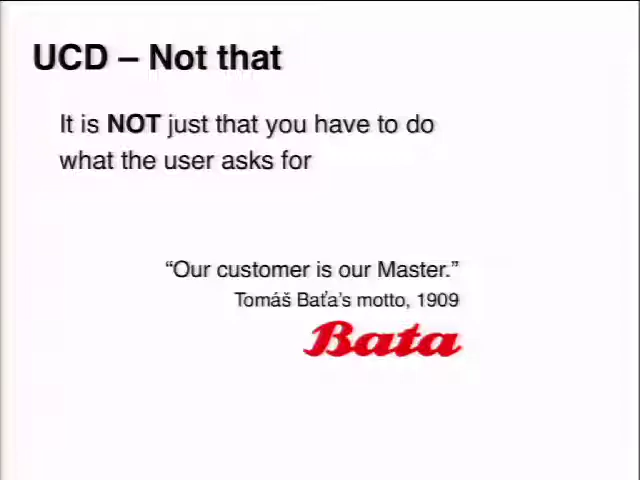 UCD – Not that
It is NOT just that you have to do
what the user asks for
“Our customer is our Master.”
Tomáš Baťa’s motto, 1909
Bata